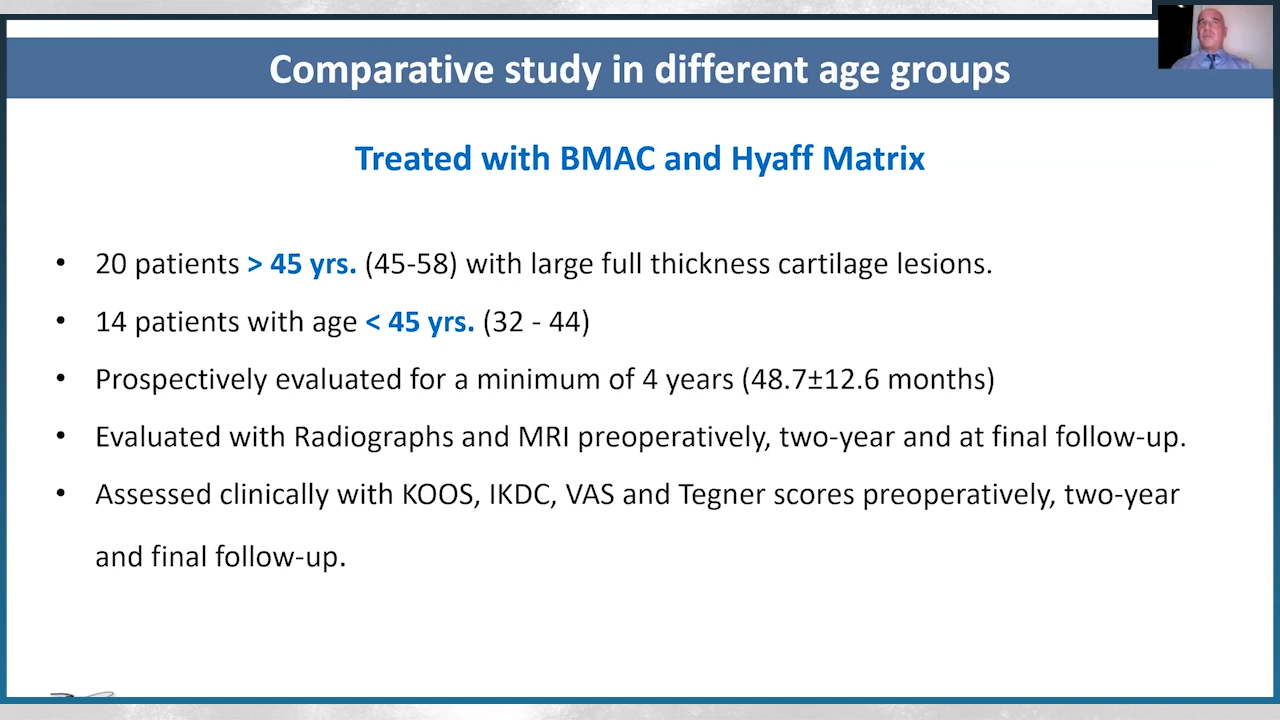 Comparative study in different age groups
Treated with BMAC and Hyaff Matrix
• 20 patients > 45 yrs. (45-58) with large full thickness cartilage lesions.
• 14 patients with age < 45 yrs. (32 - 44)
• Prospectively evaluated for a minimum of 4 years (48.7±12.6 months)
• Evaluated with Radiographs and MRI preoperatively, two-year and at final follow-up.
• Assessed clinically with KOOS, IKDC, VAS and Tegner scores preoperatively, two-year
and final follow-up.